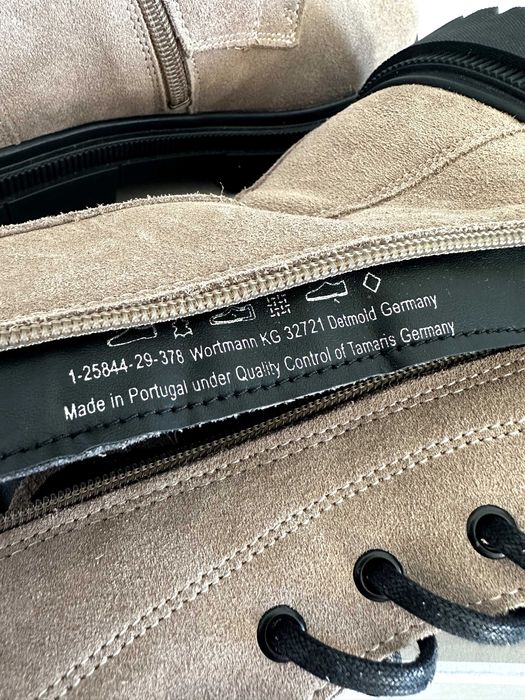 1-25844-29-378 Wortmann KG 32721 Detmold Germany
Made in Portugal under Quality Control of Tamaris Germany